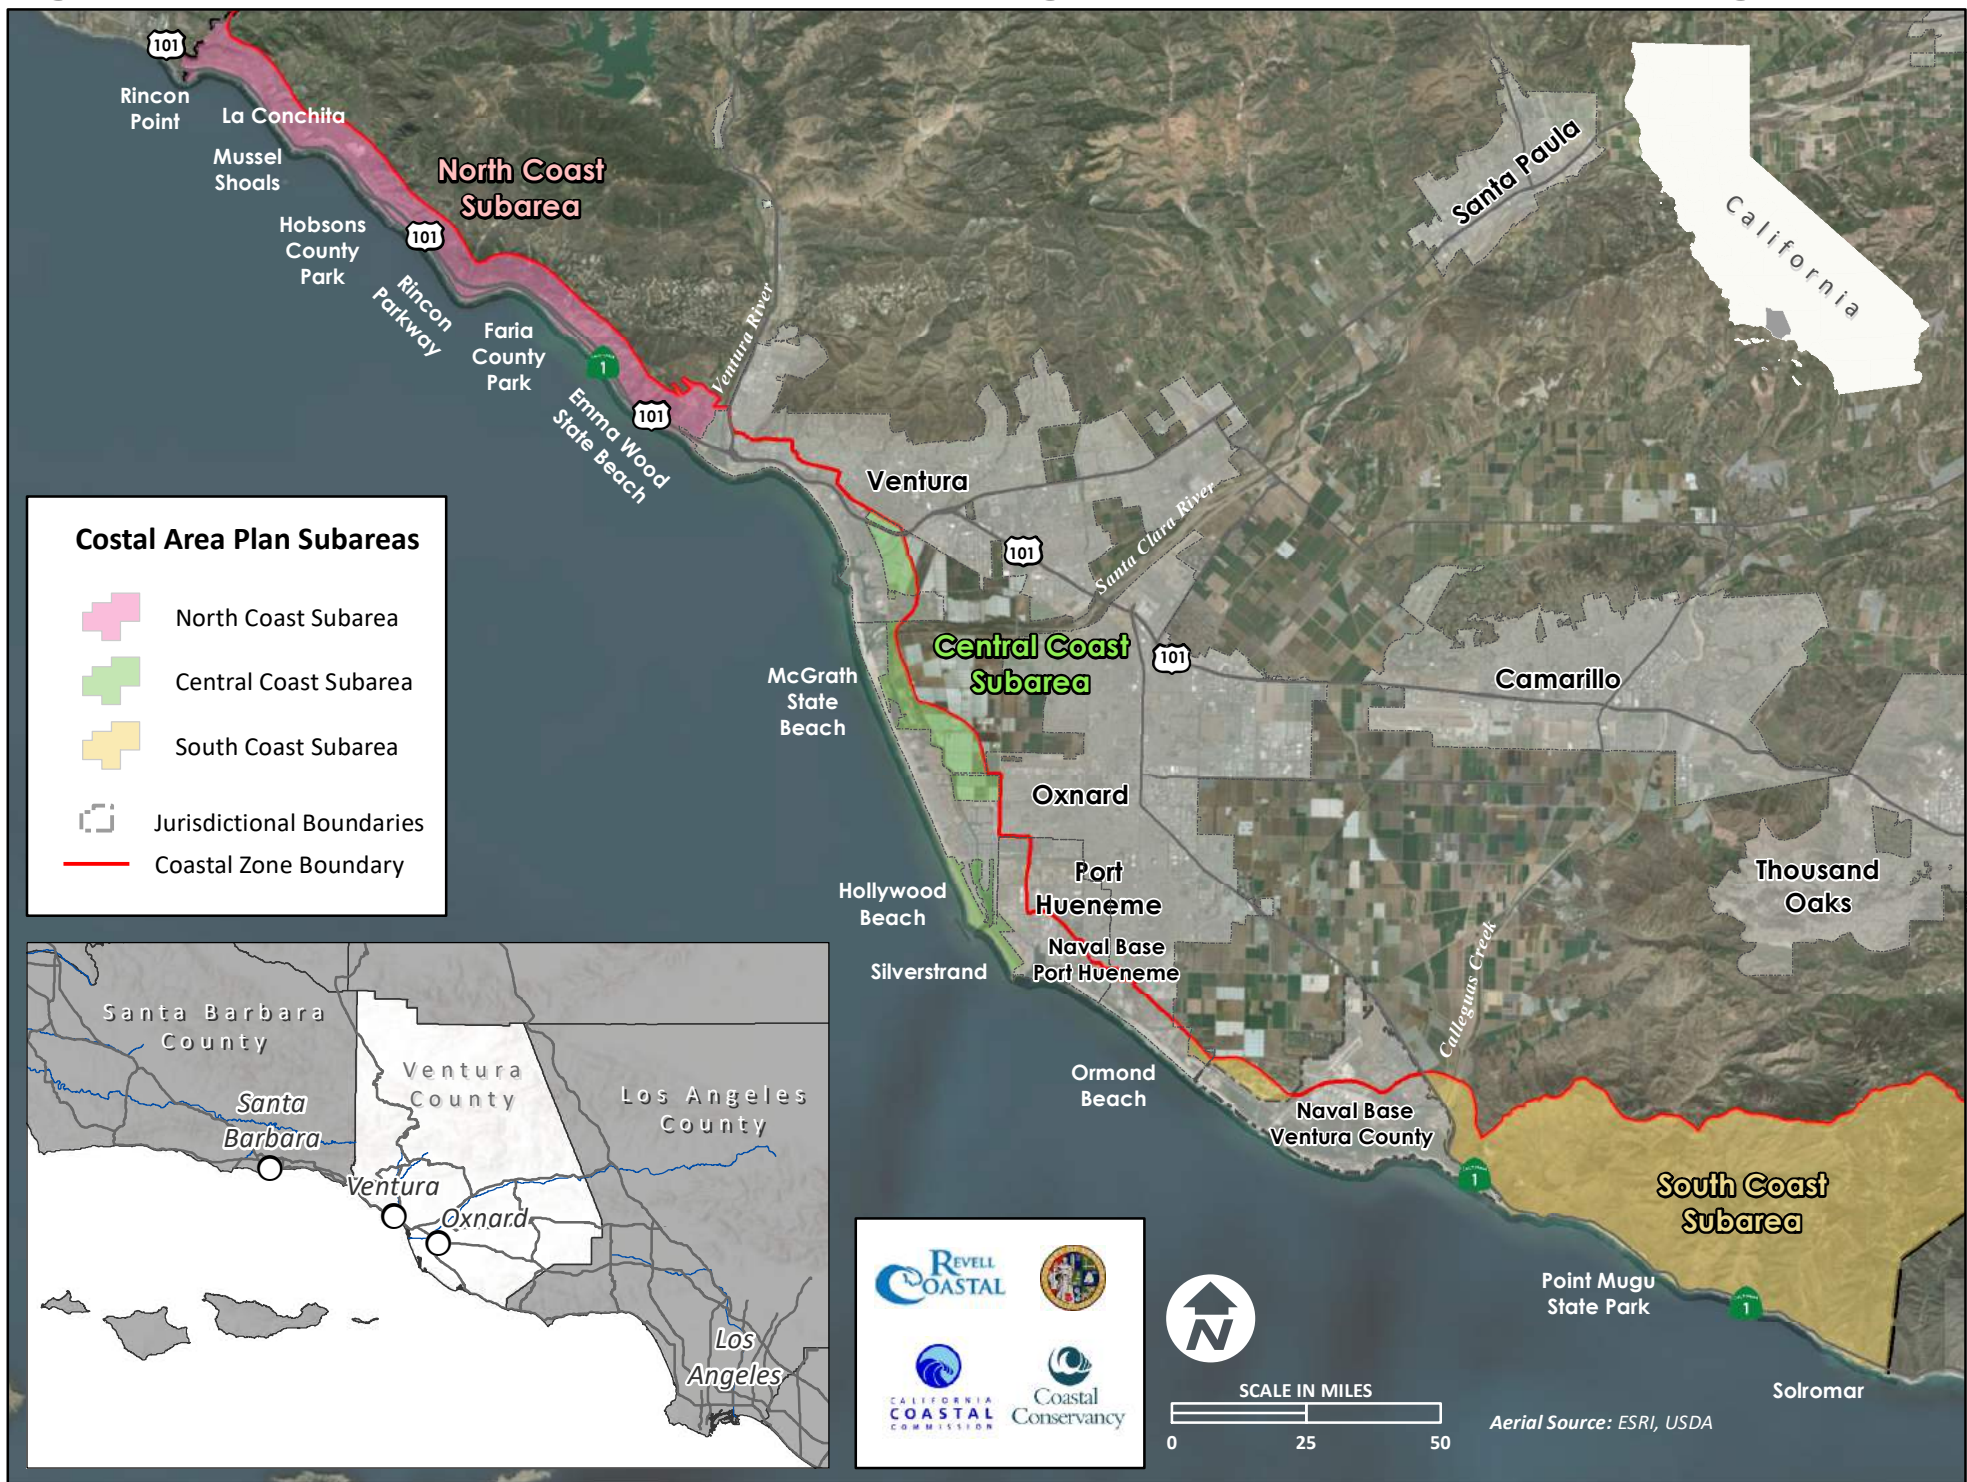 101
Rincon
Point
La Conchita
Mussel
Shoals
North Coast
Subarea
Hobsons
County
Park
101
Rincon
Parkway
Faria
County
Park
1
101
Emma Wood
State Beach
Ventura River
Santa Paula
California
Ventura
101
Santa Clara River
Central Coast
Subarea
101
McGrath
State
Beach
Camarillo
Oxnard
Port
Hueneme
Thousand
Oaks
Hollywood
Beach
Naval Base
Port Hueneme
Silverstrand
Calleguas Creek
Ormond
Beach
Naval Base
Ventura County
1
South Coast
Subarea
Point Mugu
State Park
1
Solromar
Costal Area Plan Subareas
North Coast Subarea
Central Coast Subarea
South Coast Subarea
Jurisdictional Boundaries
Coastal Zone Boundary
Santa Barbara
County
Ventura
County
Los Angeles
County
Santa
Barbara
Ventura
Oxnard
Los
Angeles
REVELL
COASTAL
CALIFORNIA
COASTAL
COMMISSION
Coastal
Conservancy
N
SCALE IN MILES
0 25 50
Aerial Source: ESRI, USDA